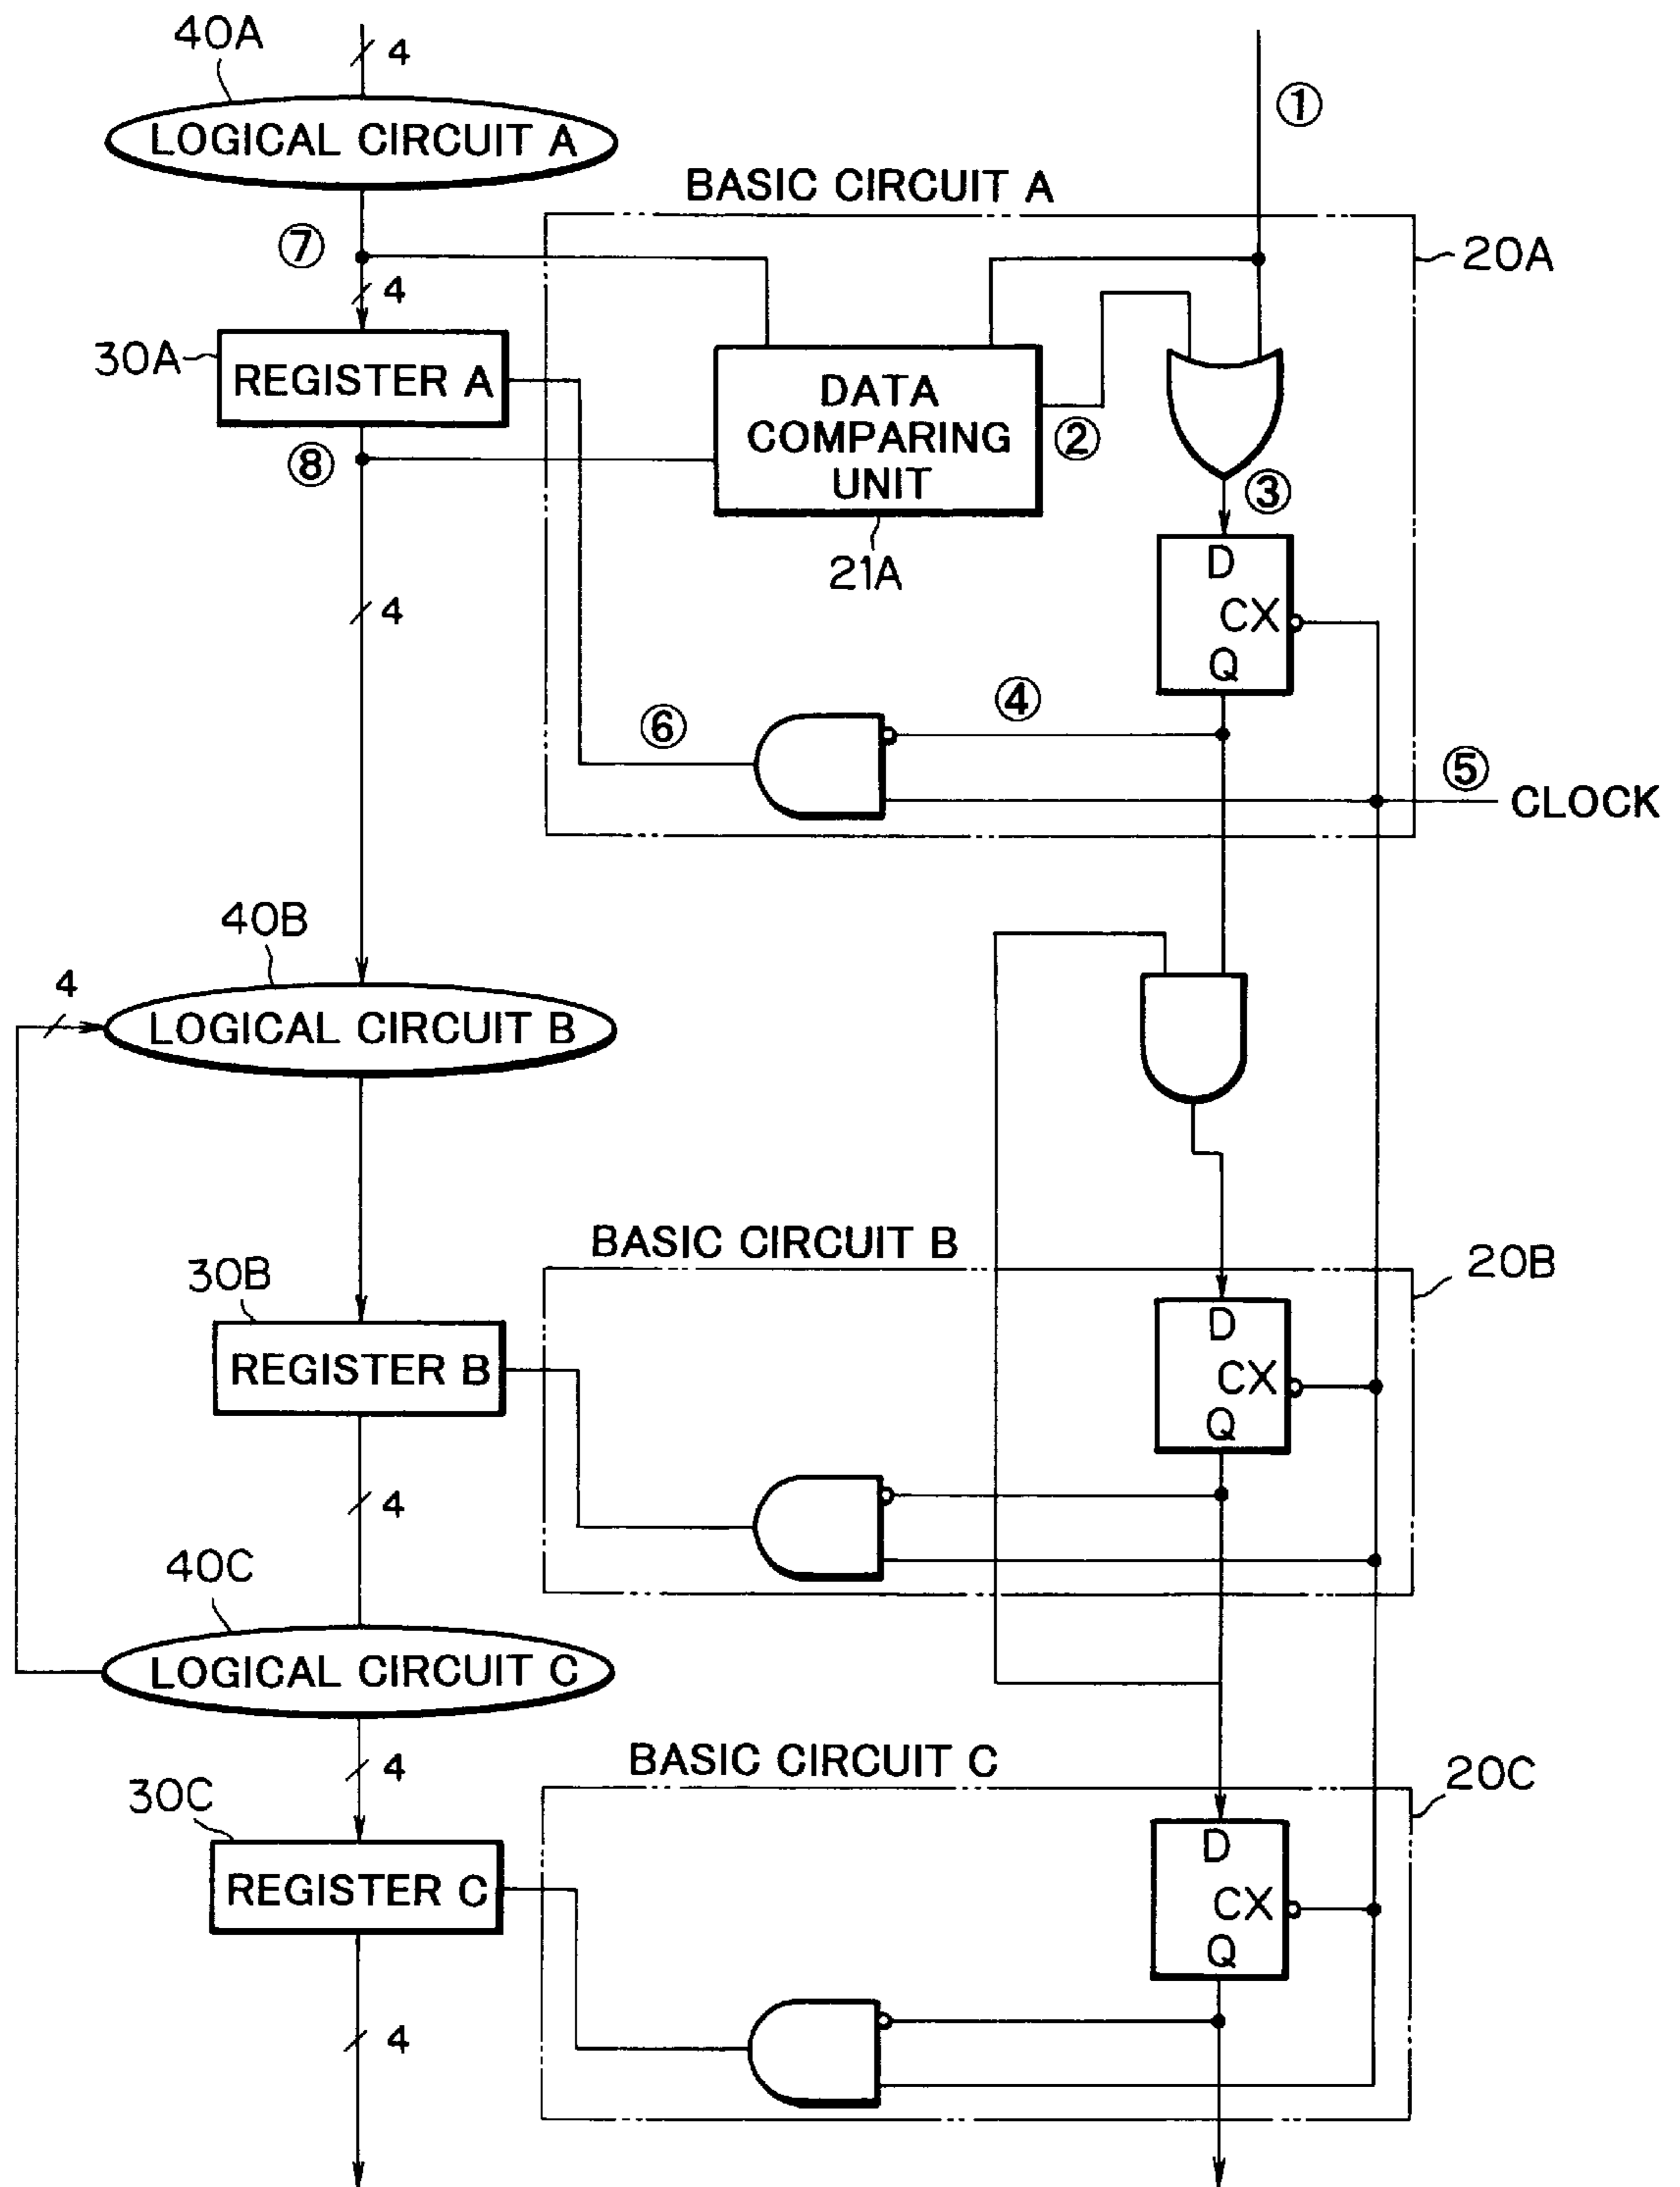 40A
4
①
LOGICAL CIRCUIT A
BASIC CIRCUIT A
⑦
20A
4
30A
REGISTER A
DATA
COMPARING
UNIT
②
⑧
③
21A
D
CX
Q
4
④
⑥
⑤
CLOCK
40B
4
LOGICAL CIRCUIT B
BASIC CIRCUIT B
20B
30B
D
CX
Q
REGISTER B
4
40C
LOGICAL CIRCUIT C
BASIC CIRCUIT C
20C
4
30C
D
CX
Q
REGISTER C
4